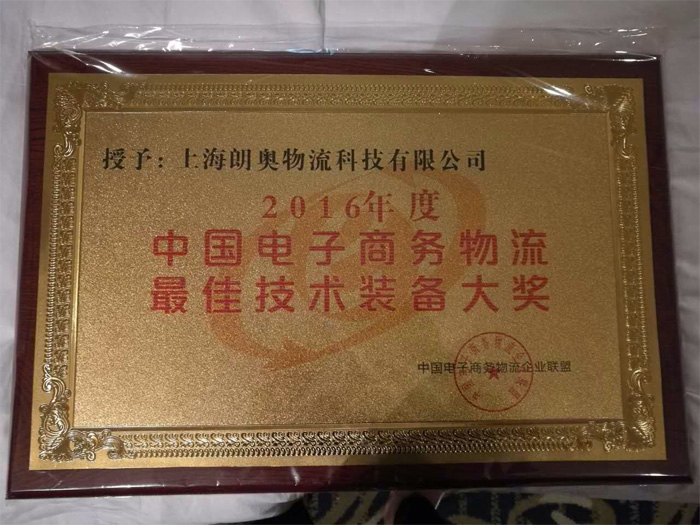 授予：上海朗奥物流科技有限公司
2016年度
中国电子商务物流
最佳技术装备大奖
中国电子商务物流企业联盟